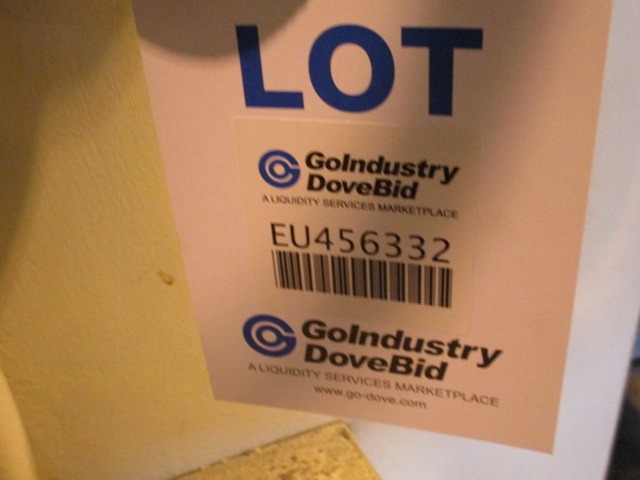 LOT
GoIndustry
DoveBid
A LIQUIDITY SERVICES MARKETPLACE
EU456332
GoIndustry
DoveBid
A LIQUIDITY SERVICES MARKETPLACE
www.go-dove.com